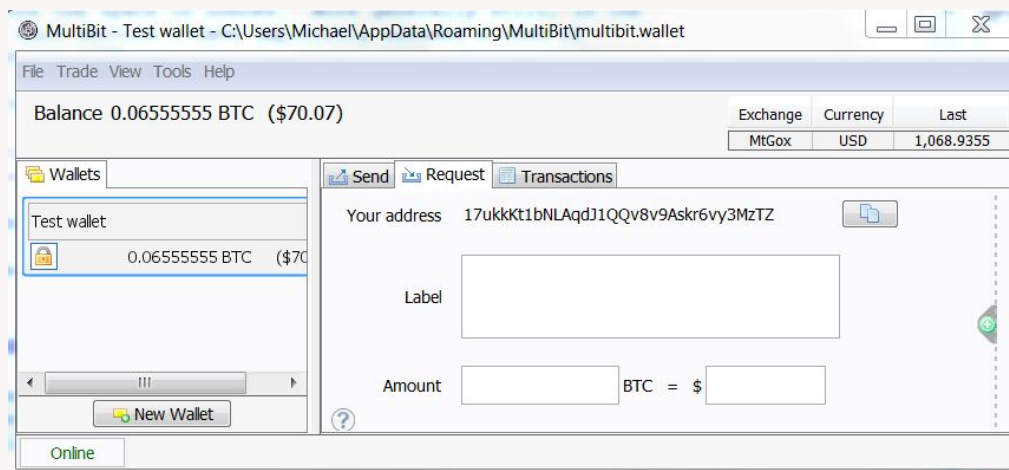 MultiBit - Test wallet - C:\Users\Michael\AppData\Roaming\MultiBit\multibit.wallet
File Trade View Tools Help
Balance 0.06555555 BTC ($70.07)
Exchange Currency Last
MtGox USD 1,068.9355
Wallets
Send Request Transactions
Your address 17ukkKt1bNLAqdJ1QQv8v9Askr6vy3MzTZ
Test wallet
0.06555555 BTC ($70
Label
Amount BTC = $
New Wallet
Online